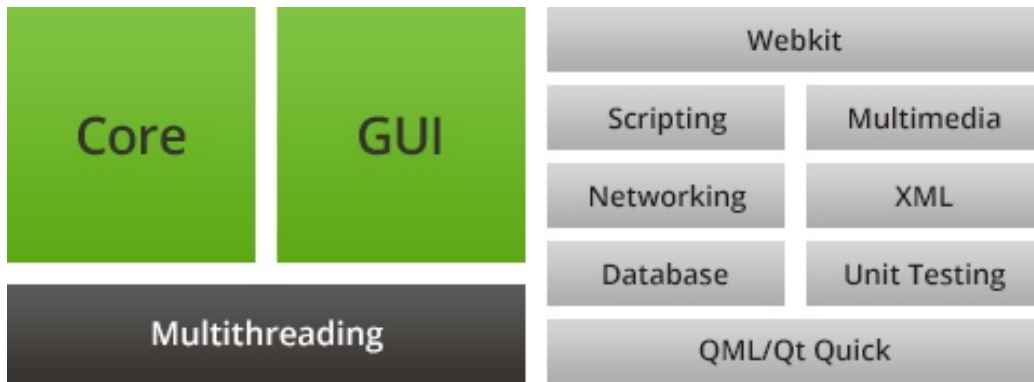 Core
GUI
Multithreading
Webkit
Scripting
Multimedia
Networking
XML
Database
Unit Testing
QML/Qt Quick